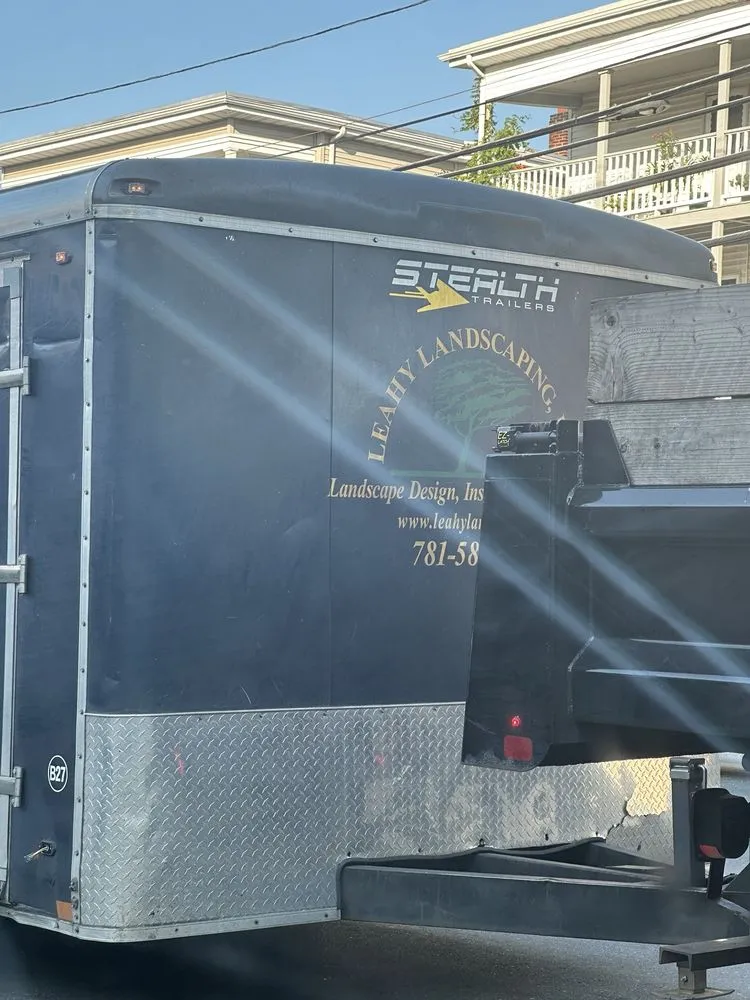 STEALTH
TRAILERS
LEAHY LANDSCAPING,
Landscape Design, Ins
www.leahylan
781-58
B27